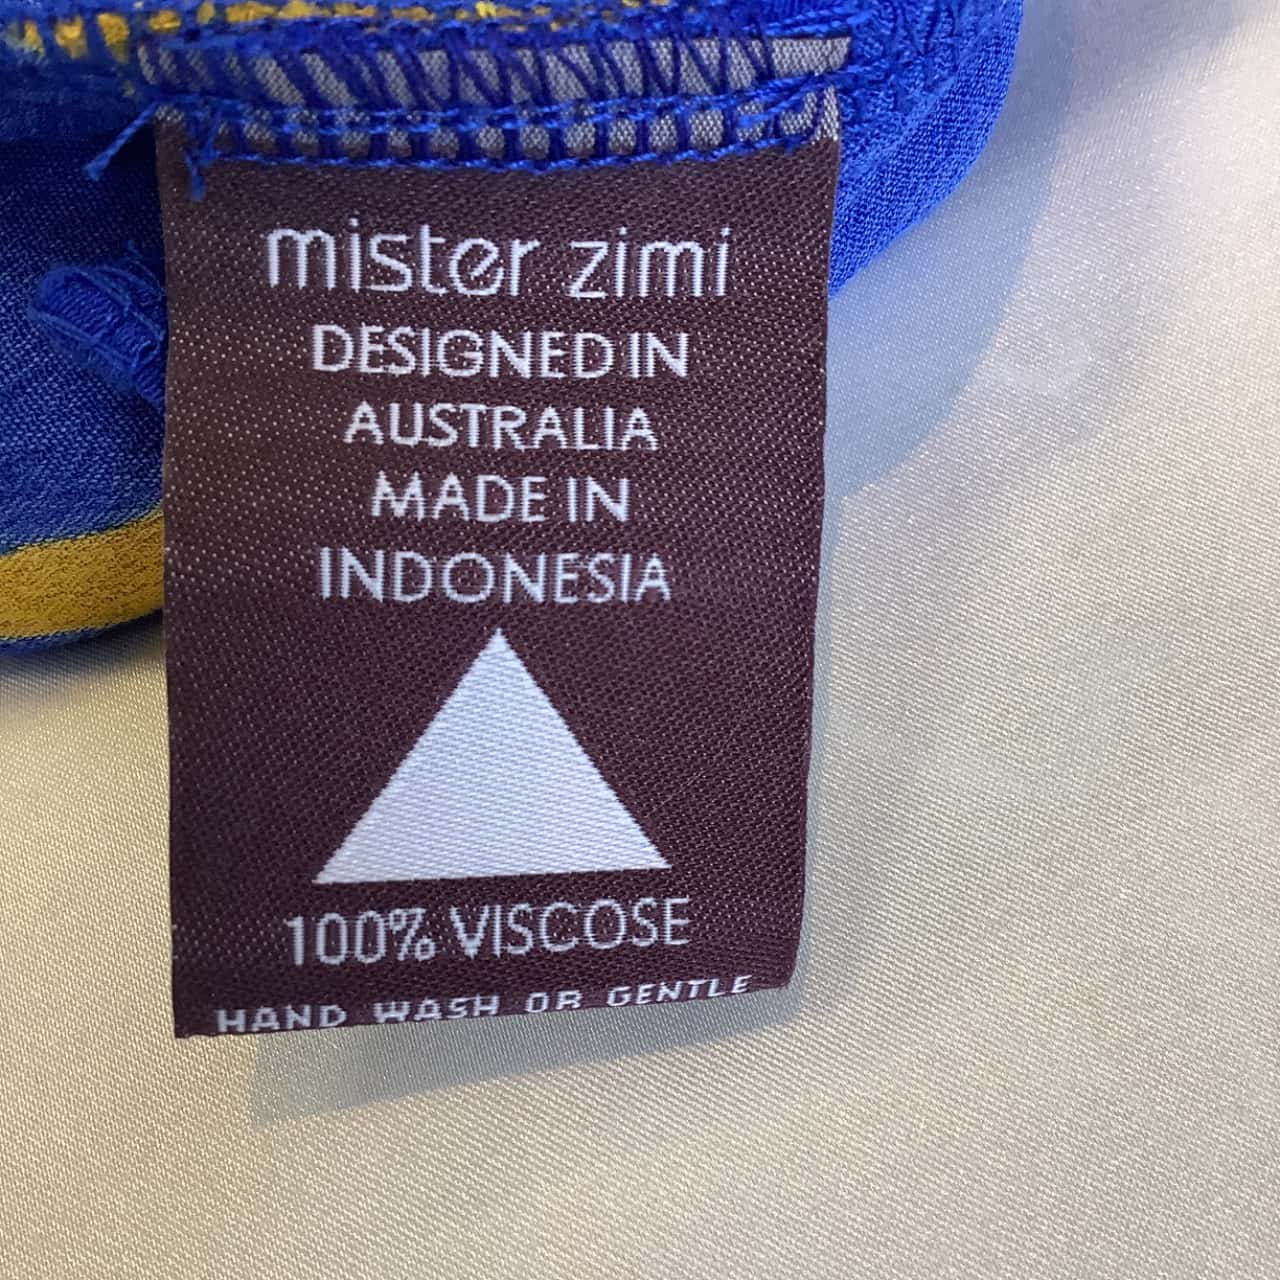 mister zimi
DESIGNED IN
AUSTRALIA
MADE IN
INDONESIA
100% VISCOSE
HAND WASH OR GENTLE